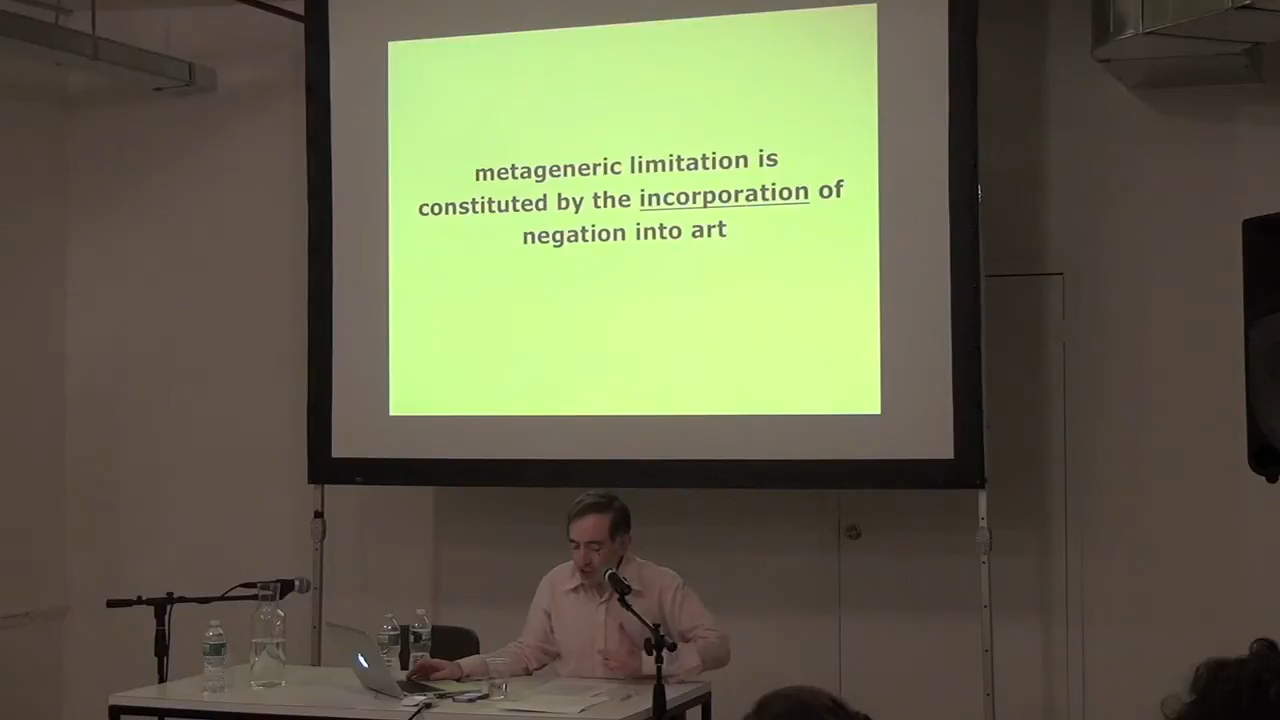 metageneric limitation is
constituted by the incorporation of
negation into art